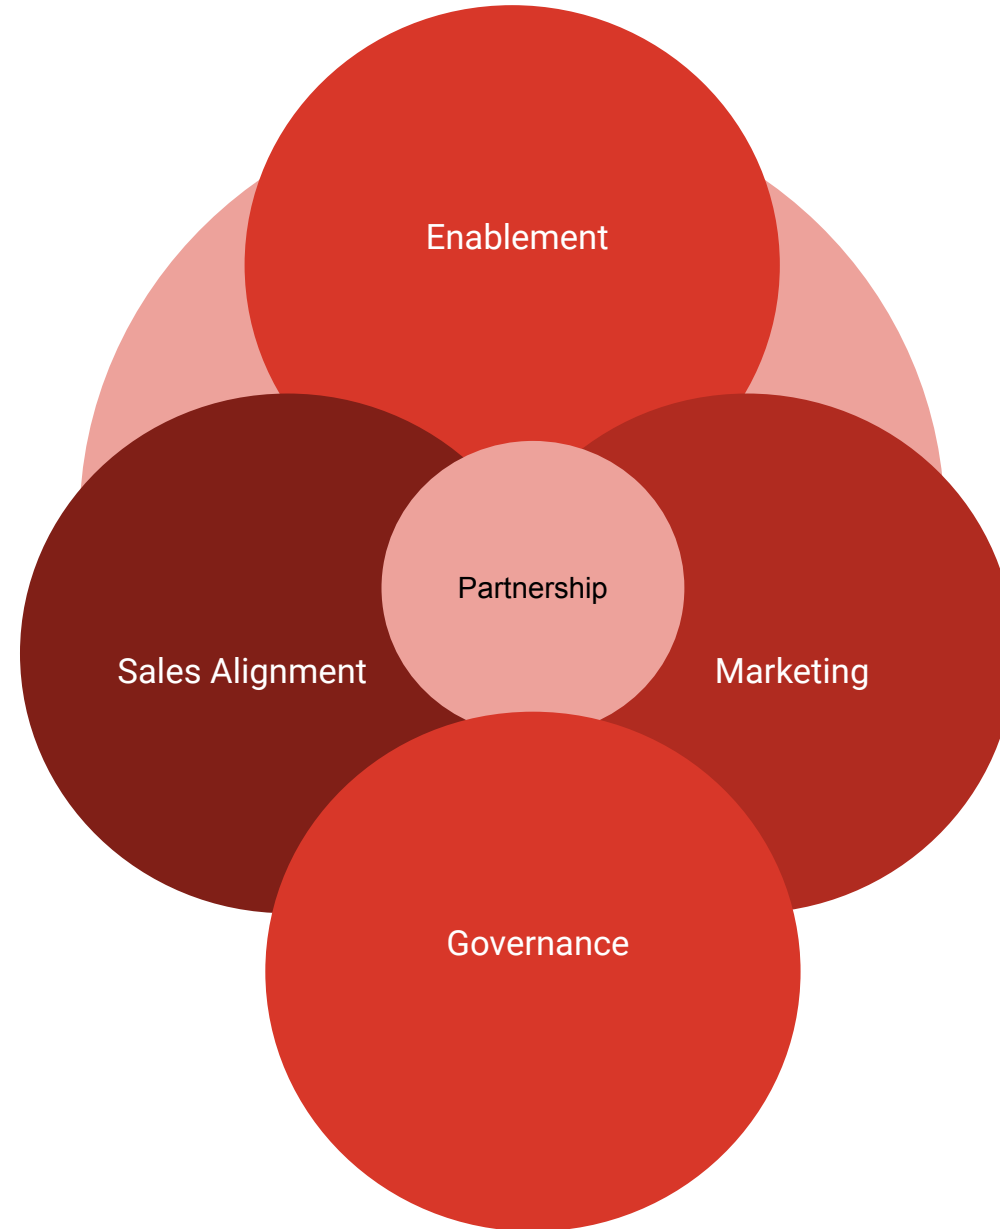 Enablement
Partnership
Sales Alignment
Marketing
Governance